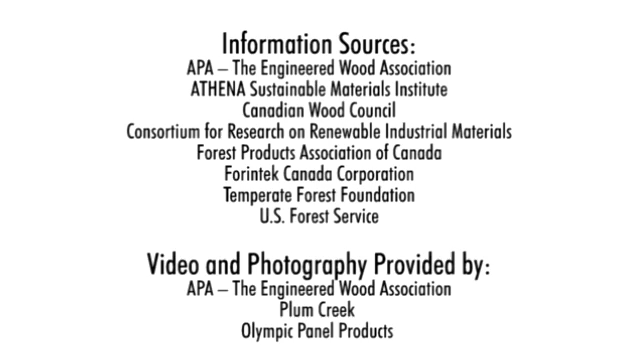 Information Sources:
APA – The Engineered Wood Association
ATHENA Sustainable Materials Institute
Canadian Wood Council
Consortium for Research on Renewable Industrial Materials
Forest Products Association of Canada
Forintek Canada Corporation
Temperate Forest Foundation
U.S. Forest Service
Video and Photography Provided by:
APA – The Engineered Wood Association
Plum Creek
Olympic Panel Products